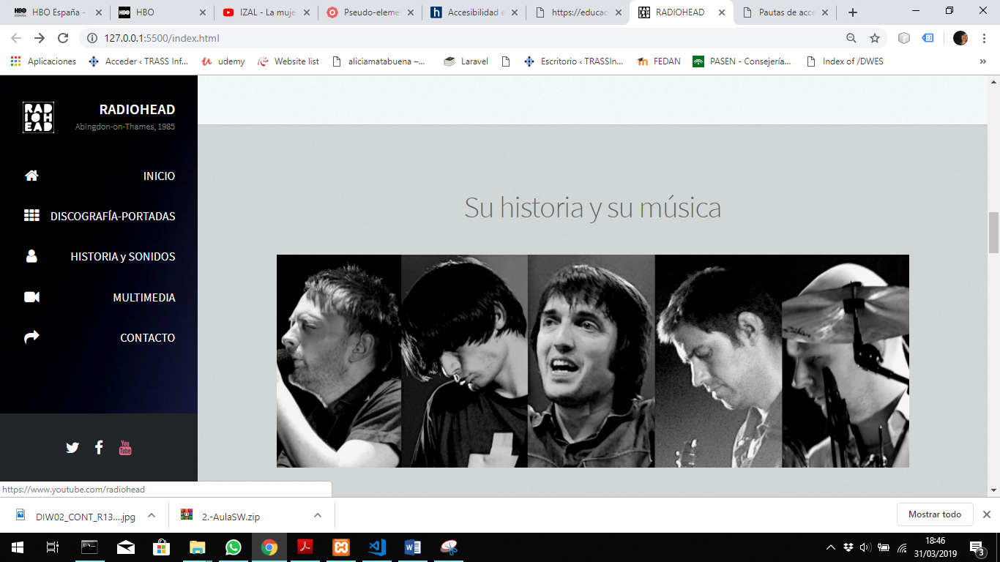 HBO España -
HBO
IZAL - La muje
Pseudo-eleme
Accesibilidad e
https://educac
RADIOHEAD
Pautas de acce
127.0.0.1:5500/index.html
Aplicaciones
Acceder ‹ TRASS Inf...
udemy
Website list
aliciamatabuena –...
Laravel
Escritorio ‹ TRASSIn...
FEDAN
PASEN - Consejería...
Index of /DWES
»
RAD
IOH
EAD
RADIOHEAD
Abingdon-on-Thames, 1985
INICIO
DISCOGRAFÍA-PORTADAS
HISTORIA y SONIDOS
MULTIMEDIA
CONTACTO
You
Tube
Su historia y su música
https://www.youtube.com/radiohead
DIW02_CONT_R13....jpg
2.-AulaSW.zip
Mostrar todo
18:46
31/03/2019
3